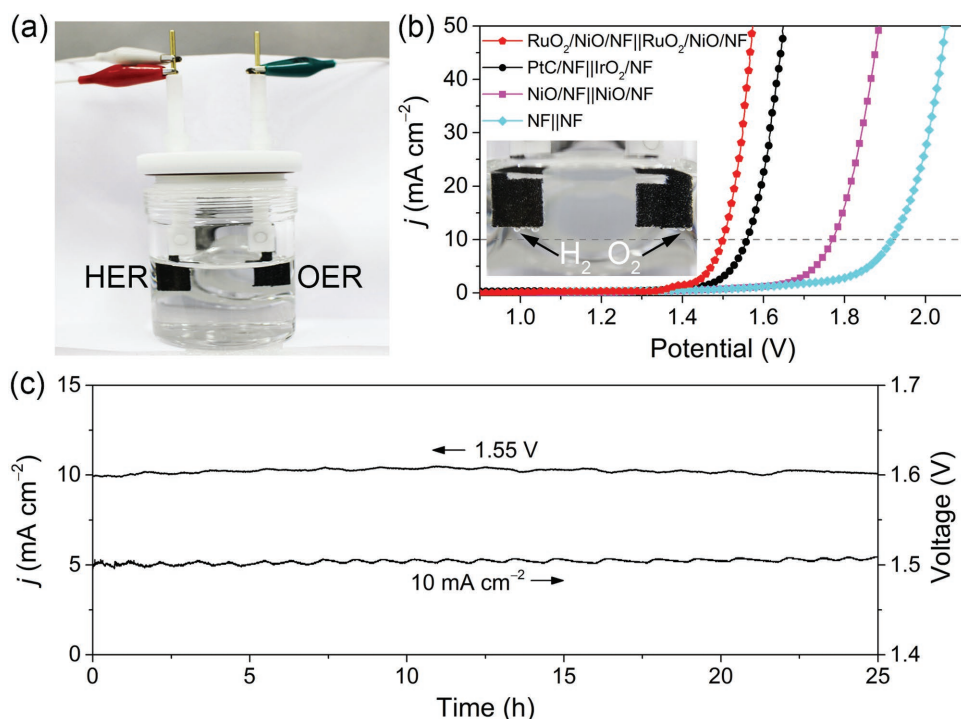 (a)
HER
OER
(b)
RuO₂/NiO/NF||RuO₂/NiO/NF
PtC/NF||IrO₂/NF
NiO/NF||NiO/NF
NF||NF
H₂
O₂
50
40
30
20
10
0
j (mA cm⁻²)
1.0
1.2
1.4
1.6
1.8
2.0
Potential (V)
(c)
15
10
5
0
j (mA cm⁻²)
1.55 V
10 mA cm⁻²
1.7
1.6
1.5
1.4
Voltage (V)
0
5
10
15
20
25
Time (h)